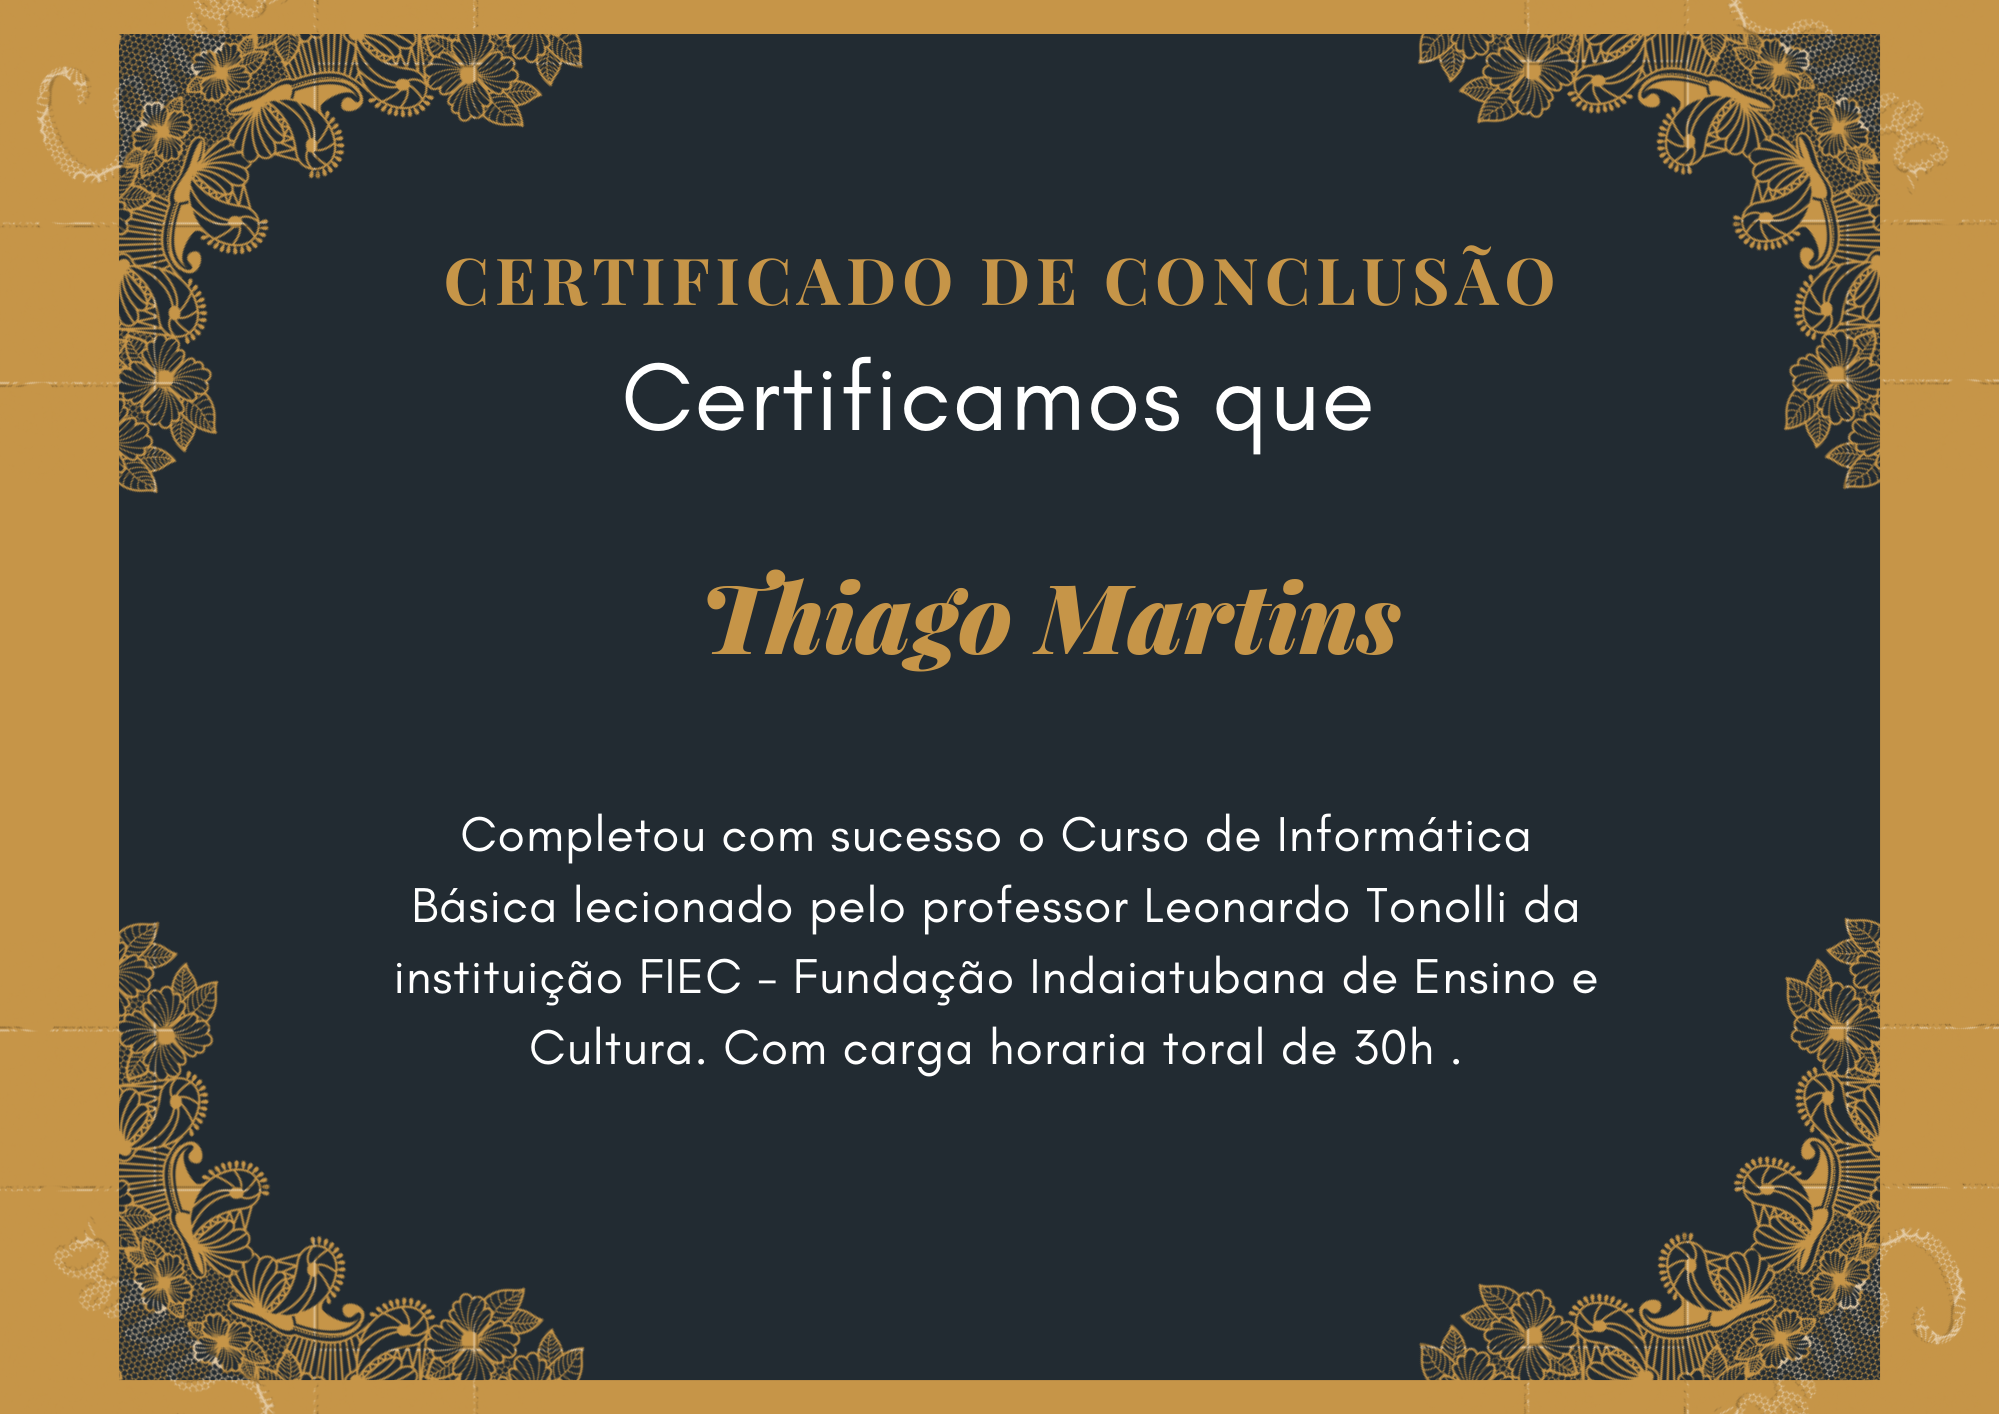 CERTIFICADO DE CONCLUSÃO
Certificamos que
Thiago Martins
Completou com sucesso o Curso de Informática
Básica lecionado pelo professor Leonardo Tonolli da
instituição FIEC - Fundação Indaiatubana de Ensino e
Cultura. Com carga horaria toral de 30h .